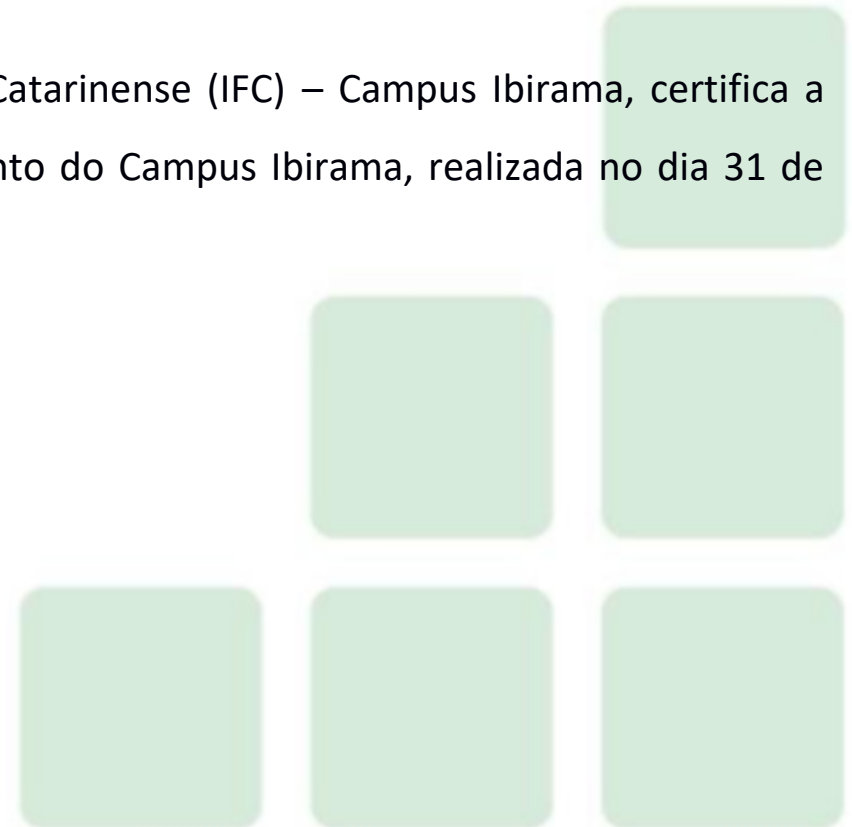 Catarinense (IFC) – Campus Ibirama, certifica a
nto do Campus Ibirama, realizada no dia 31 de